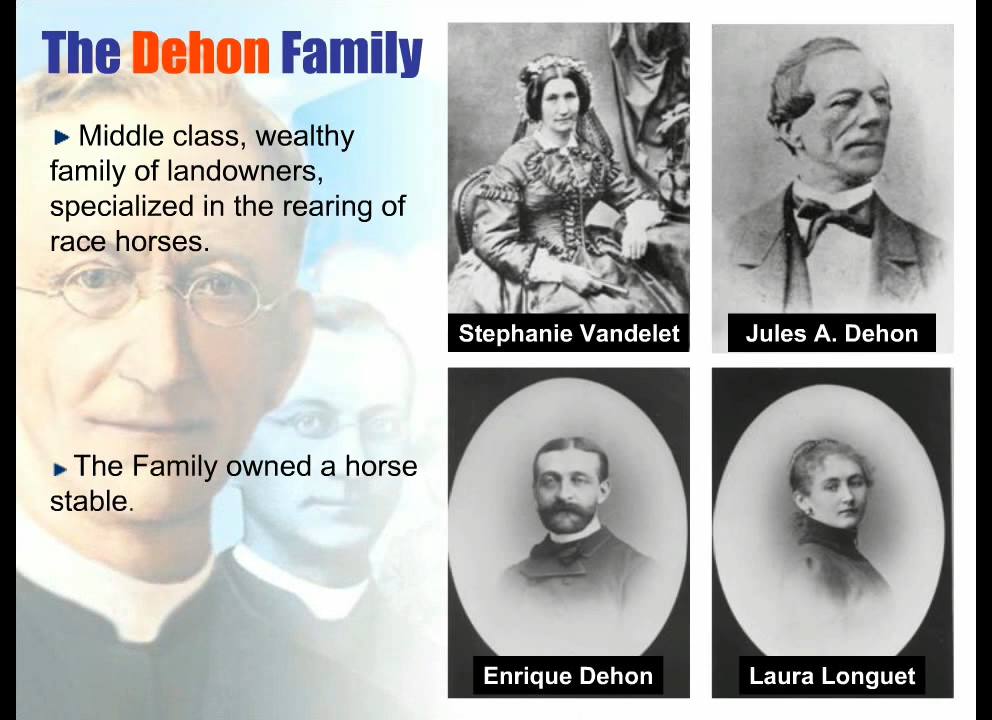 The Dehon Family
► Middle class, wealthy
family of landowners,
specialized in the rearing of
race horses.
► The Family owned a horse
stable.
Stephanie Vandelet
Jules A. Dehon
Enrique Dehon
Laura Longuet